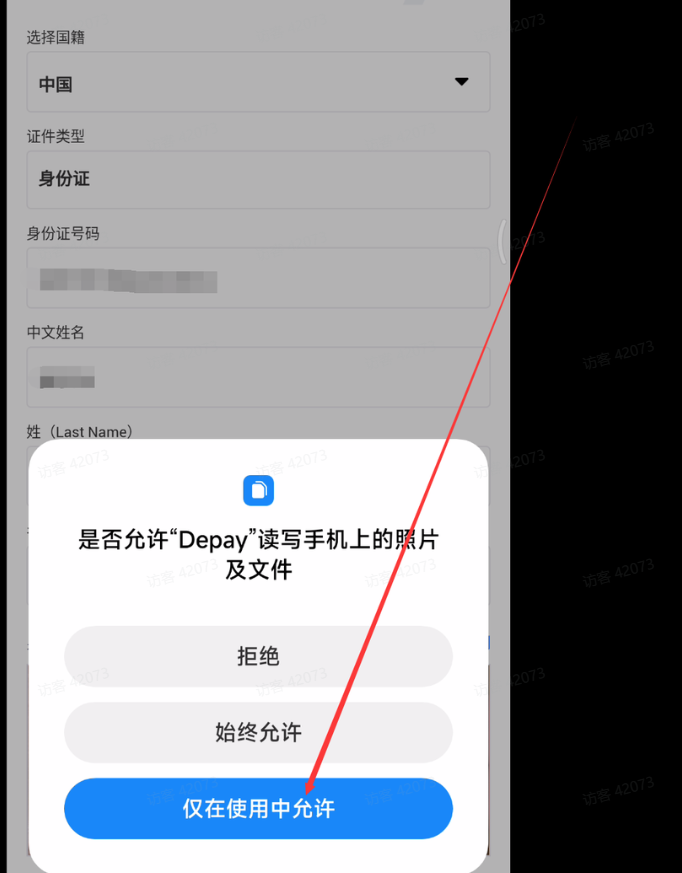 选择国籍
中国
证件类型
身份证
身份证号码
中文姓名
姓（Last Name）
是否允许“Depay”读写手机上的照片
及文件
拒绝
始终允许
仅在使用中允许
访客 42073